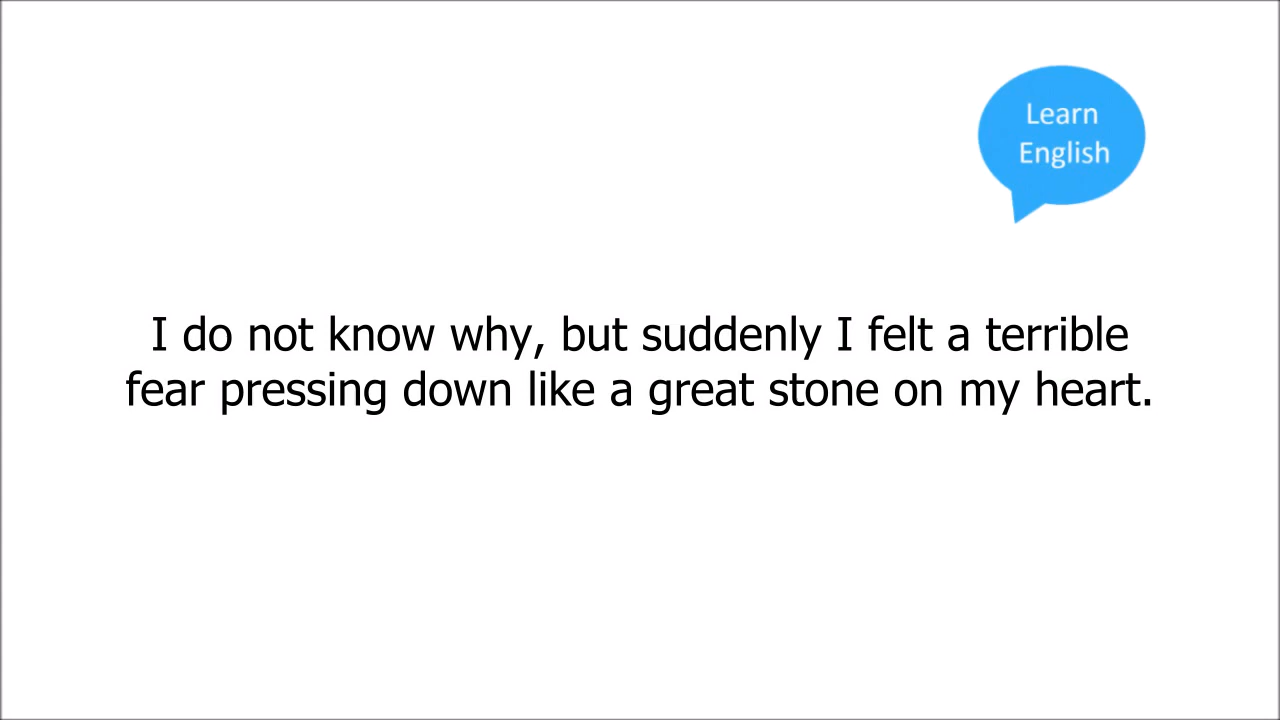 Learn
English
I do not know why, but suddenly I felt a terrible
fear pressing down like a great stone on my heart.